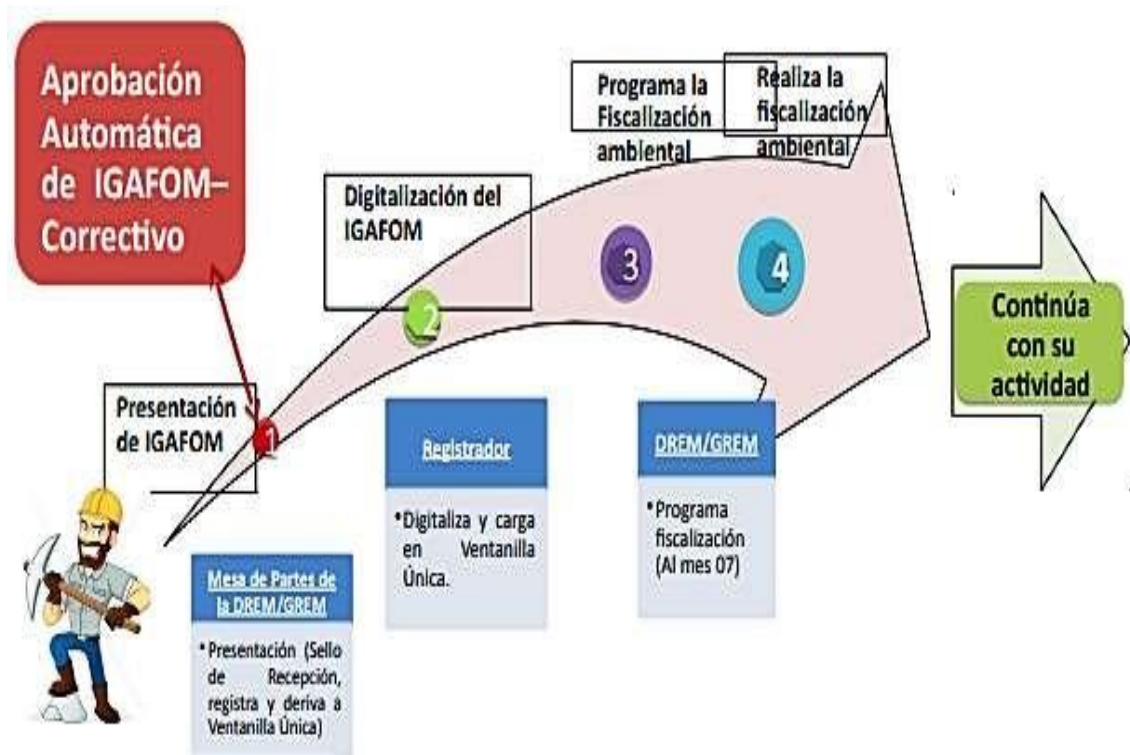 Aprobación
Automática
de IGAFOM–
Correctivo
Programa la
Fiscalización
ambiental
Realiza la
fiscalización
ambiental
Digitalización del
IGAFOM
3
4
2
Continúa
con su
actividad
Presentación
de IGAFOM
1
Registrador
•Digitaliza y carga
en Ventanilla
Única.
DREM/GREM
•Programa
fiscalización
(Al mes 07)
Mesa de Partes de
la DREM/GREM
•Presentación (Sello
de Recepción,
registra y deriva a
Ventanilla Única)